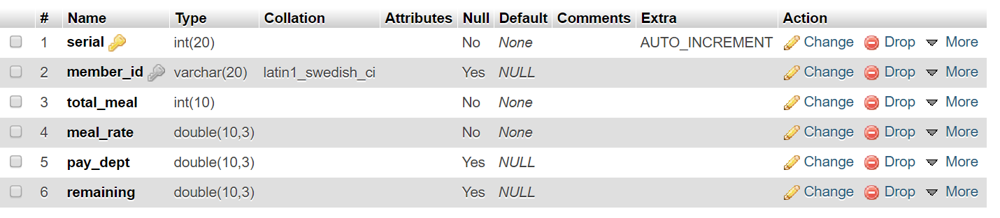 # Name Type Collation Attributes Null Default Comments Extra Action
1 serial int(20) No None AUTO_INCREMENT Change Drop More
2 member_id varchar(20) latin1_swedish_ci Yes NULL Change Drop More
3 total_meal int(10) No None Change Drop More
4 meal_rate double(10,3) No None Change Drop More
5 pay_dept double(10,3) Yes NULL Change Drop More
6 remaining double(10,3) Yes NULL Change Drop More